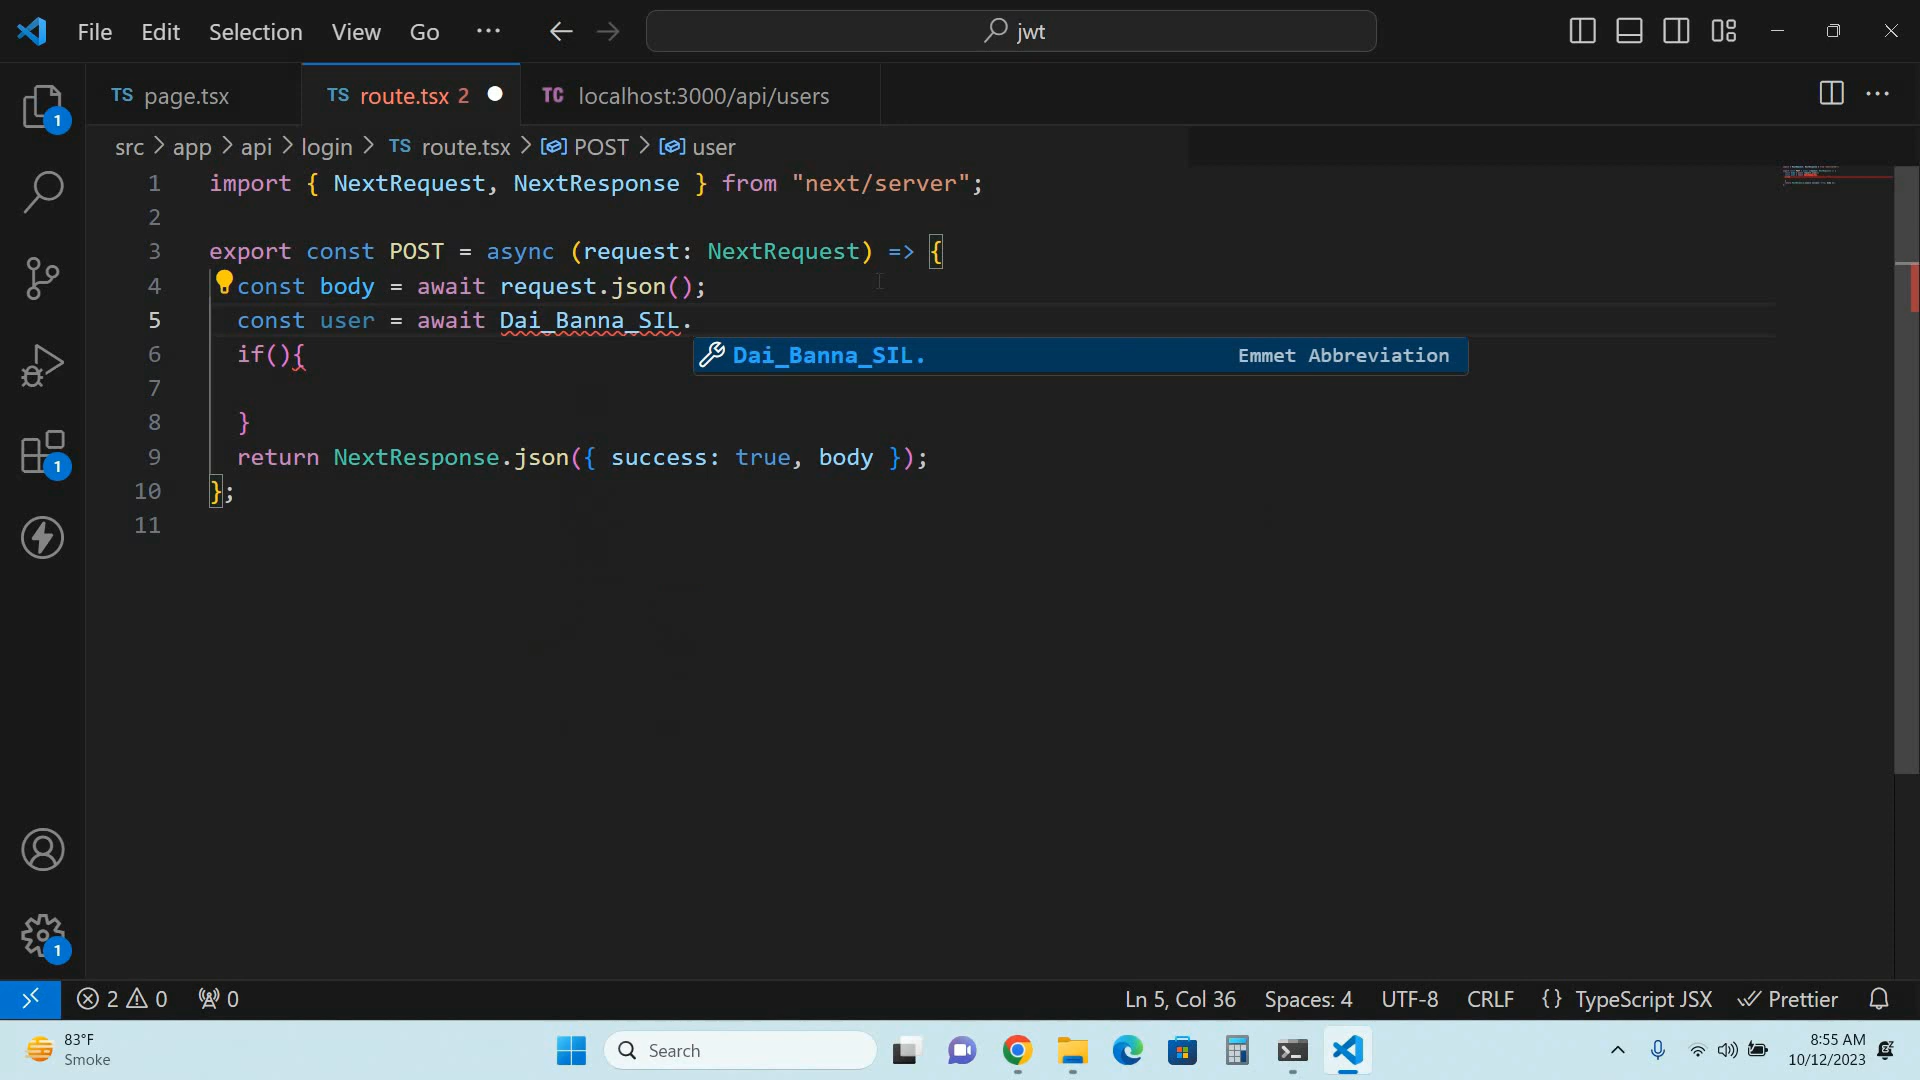 File Edit Selection View Go ... jwt
TS page.tsx TS route.tsx 2 TC localhost:3000/api/users ...
src > app > api > login > TS route.tsx > POST > user
1 import { NextRequest, NextResponse } from "next/server";
2
3 export const POST = async (request: NextRequest) => {
4 const body = await request.json();
5 const user = await Dai_Banna_SIL.
6 if(){
Dai_Banna_SIL. Emmet Abbreviation
7
8 }
9 return NextResponse.json({ success: true, body });
10 };
11
1
1
1
2 0 0 Ln 5, Col 36 Spaces: 4 UTF-8 CRLF {} TypeScript JSX Prettier
83°F
Smoke
Search
8:55 AM
10/12/2023